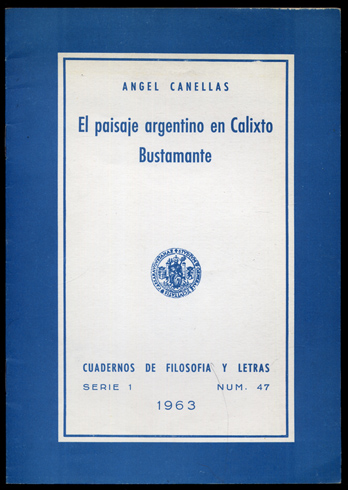 ANGEL CANELLAS
El paisaje argentino en Calixto
Bustamante
CUADERNOS DE FILOSOFIA Y LETRAS
SERIE 1 NUM. 47
1963